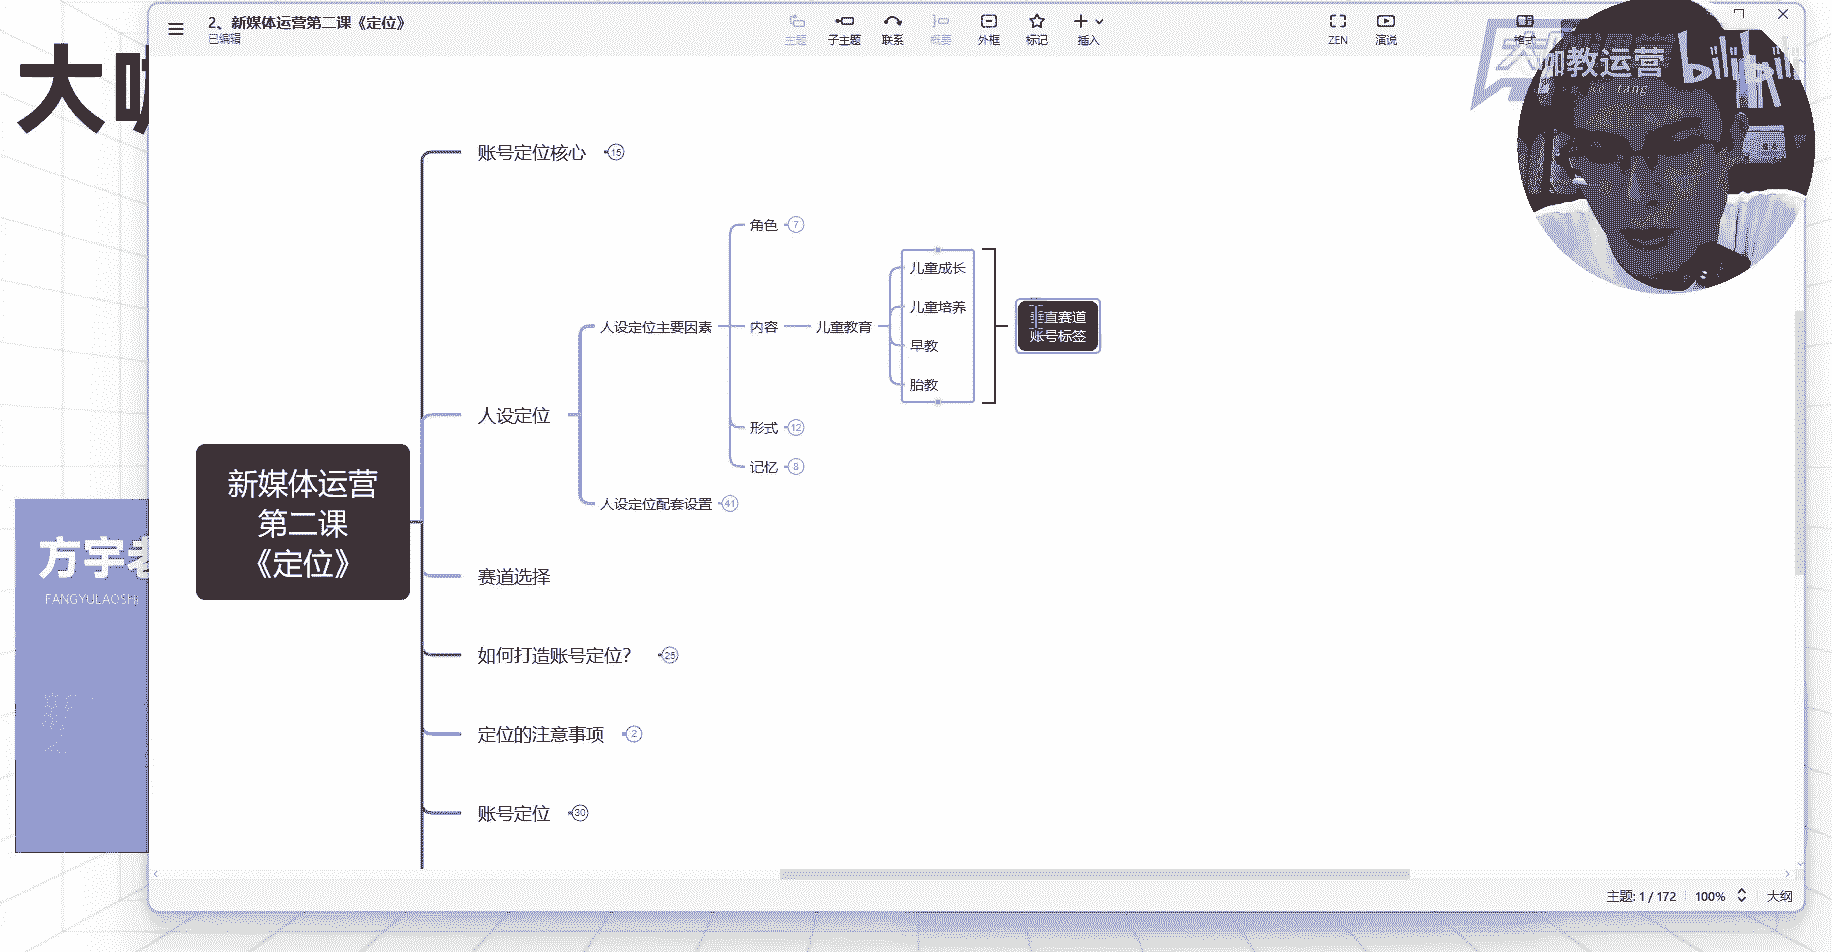 2、新媒体运营第二课《定位》
已编辑
主题
子主题
联系
概要
外框
标记
插入
ZEN
演说
格式
大咖教运营
bilibili
大
账号定位核心
15
角色
7
儿童成长
儿童培养
早教
胎教
垂直赛道
账号标签
人设定位主要因素
内容
儿童教育
人设定位
形式
12
记忆
8
人设定位配套设置
41
新媒体运营
第二课
《定位》
方宇老
FANGYULAOSHI
赛道选择
如何打造账号定位?
25
定位的注意事项
2
账号定位
30
主题: 1 / 172
100%
大纲